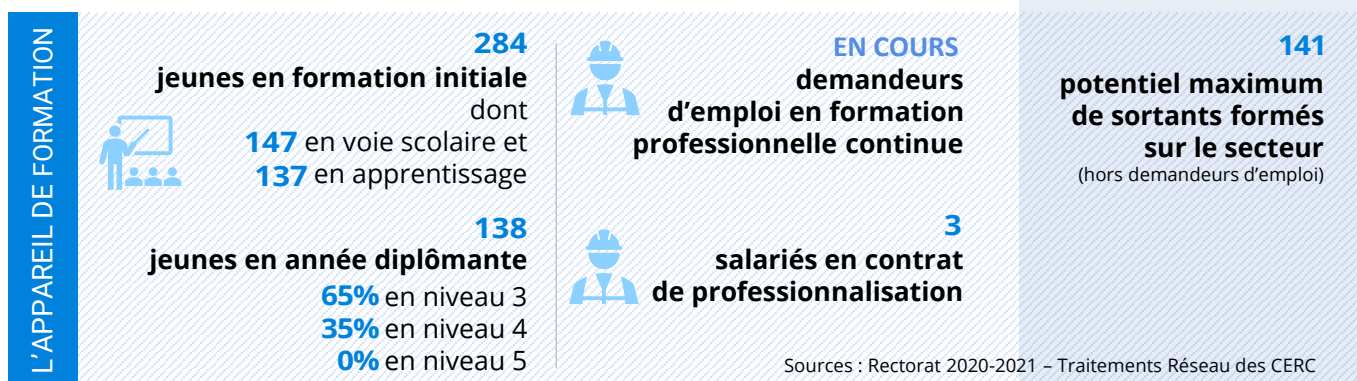 L'APPAREIL DE FORMATION
284
jeunes en formation initiale
dont
147 en voie scolaire et
137 en apprentissage
138
jeunes en année diplômante
65% en niveau 3
35% en niveau 4
0% en niveau 5
EN COURS
demandeurs
d’emploi en formation
professionnelle continue
3
salariés en contrat
de professionnalisation
141
potentiel maximum
de sortants formés
sur le secteur
(hors demandeurs d’emploi)
Sources : Rectorat 2020-2021 – Traitements Réseau des CERC